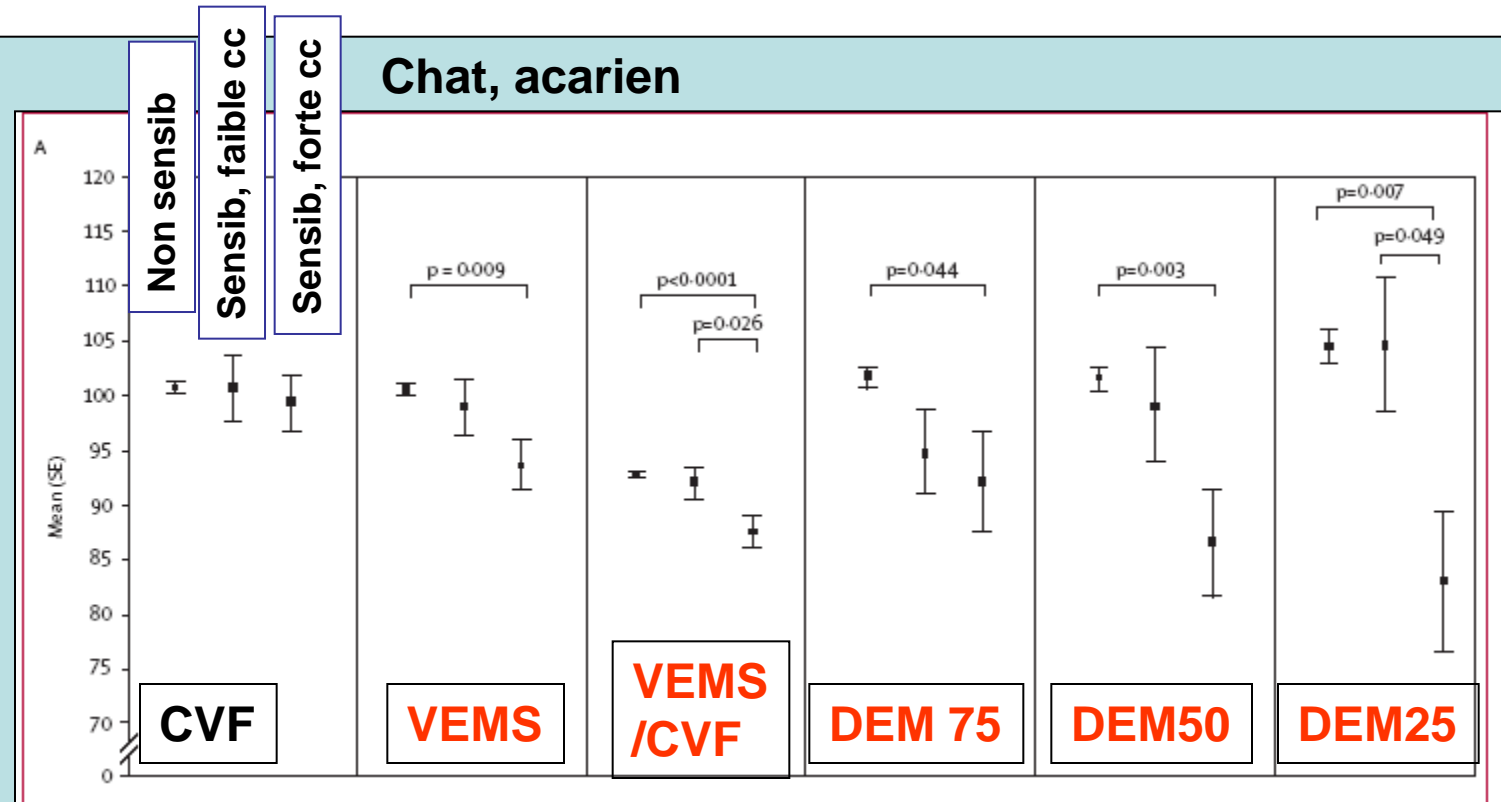 Chat, acarien
Non sensib
Sensib, faible cc
Sensib, forte cc
A
Mean (SE)
120
115
110
105
100
95
90
85
80
75
70
0
p = 0·009
p<0·0001
p=0·026
p=0·044
p=0·003
p=0·007
p=0·049
CVF
VEMS
VEMS
/CVF
DEM 75
DEM50
DEM25